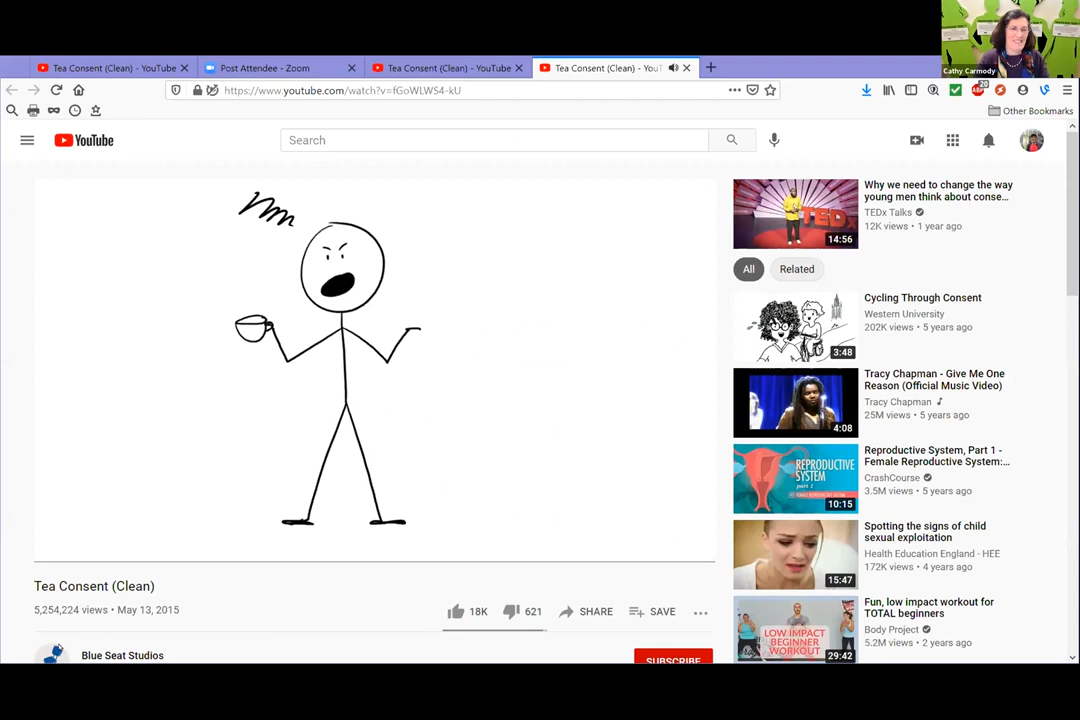 Cathy Carmody
Tea Consent (Clean) - YouTube
Post Attendee - Zoom
Tea Consent (Clean) - YouTube
Tea Consent (Clean) - YouT
https://www.youtube.com/watch?v=fGoWLWS4-kU
20
Other Bookmarks
YouTube
Search
TEDx
14:56
Why we need to change the way
young men think about conse...
TEDx Talks
12K views • 1 year ago
All
Related
3:48
Cycling Through Consent
Western University
202K views • 5 years ago
4:08
Tracy Chapman - Give Me One
Reason (Official Music Video)
Tracy Chapman
25M views • 5 years ago
REPRODUCTIVE
SYSTEM
part 1
10:15
Reproductive System, Part 1 -
Female Reproductive System:...
CrashCourse
3.5M views • 5 years ago
15:47
Spotting the signs of child
sexual exploitation
Health Education England - HEE
172K views • 4 years ago
LOW IMPACT
BEGINNER
WORKOUT
29:42
Fun, low impact workout for
TOTAL beginners
Body Project
5.2M views • 2 years ago
Tea Consent (Clean)
5,254,224 views • May 13, 2015
18K
621
SHARE
SAVE
Blue Seat Studios
SUBSCRIBE